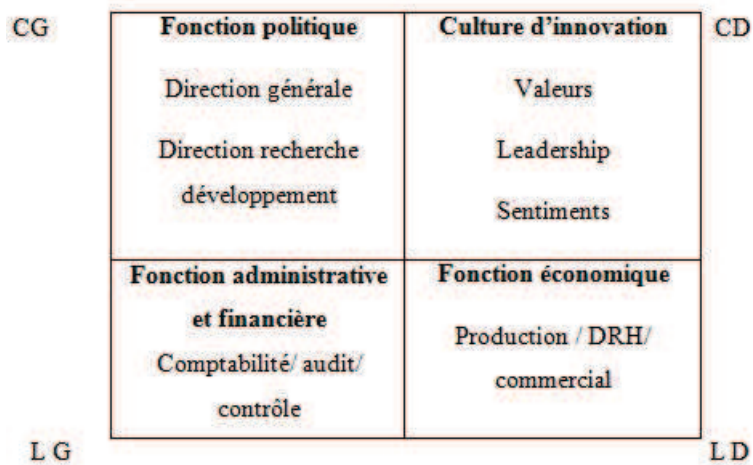 CG
Fonction politique
Direction générale
Direction recherche
développement
Culture d'innovation
Valeurs
Leadership
Sentiments
CD
Fonction administrative
et financière
Comptabilité/ audit/
contrôle
Fonction économique
Production / DRH/
commercial
L G
L D